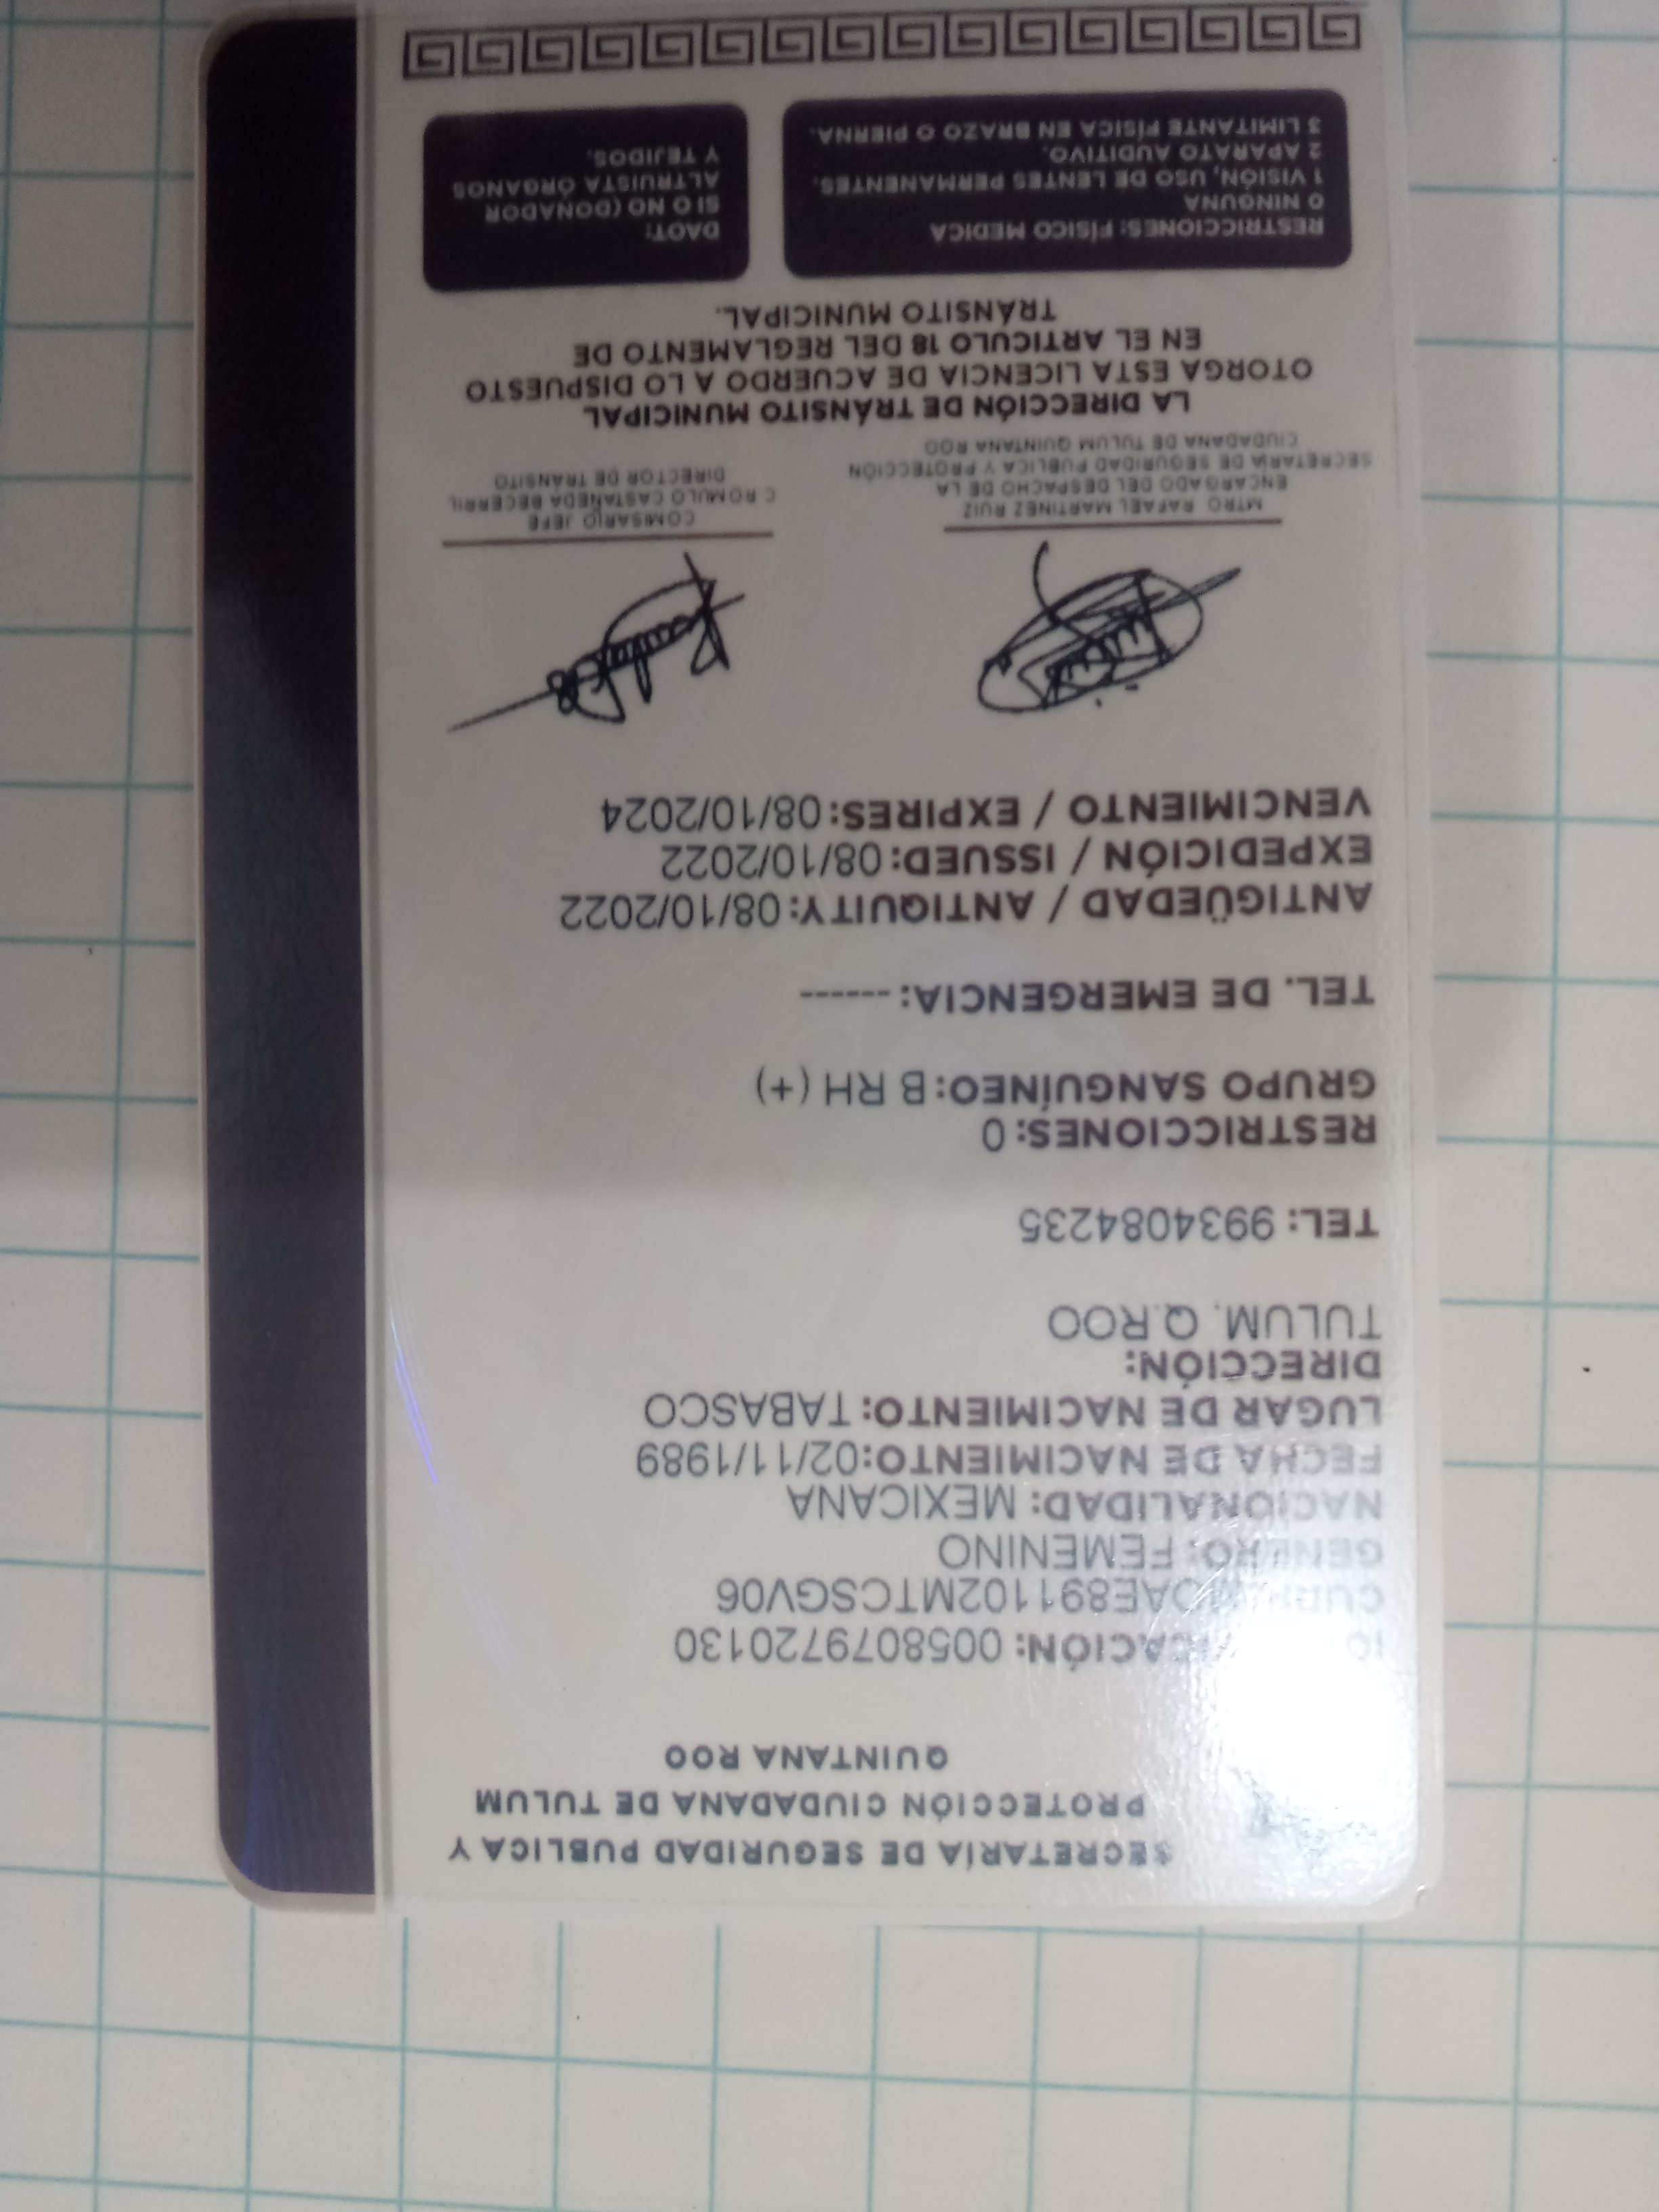 SECRETARÍA DE SEGURIDAD PUBLICA Y
PROTECCIÓN CIUDADANA DE TULUM
QUINTANA ROO
005809720130
GENERO: FEMENINO
NACIONALIDAD: MEXICANA
FECHA DE NACIMIENTO: 02/11/1989
LUGAR DE NACIMIENTO: TABASCO
DIRECCIÓN:
TULUM. Q.ROO
TEL: 9934084235
RESTRICCIONES: 0
GRUPO SANGUÍNEO: B RH (+)
TEL. DE EMERGENCIA: ------
ANTIGÜEDAD / ANTIQUITY: 08/10/2022
EXPEDICIÓN / ISSUED: 08/10/2022
VENCIMIENTO / EXPIRES: 08/10/2024
MTRO. RAFAEL MARTINEZ RUIZ
ENCARGADO DEL DESPACHO DE LA
SECRETARÍA DE SEGURIDAD PUBLICA Y PROTECCIÓN
CIUDADANA DE TULUM QUINTANA ROO
COMISARIO JEFE
C ROMULO CASTAÑEDA BECERRIL
DIRECTOR DE TRANSITO
LA DIRECCIÓN DE TRÁNSITO MUNICIPAL
OTORGA ESTA LICENCIA DE ACUERDO A LO DISPUESTO
EN EL ARTICULO 18 DEL REGLAMENTO DE
TRÁNSITO MUNICIPAL.
RESTRICCIONES: FÍSICO MEDICA
0 NINGUNA
1 VISIÓN, USO DE LENTES PERMANENTES.
2 APARATO AUDITIVO.
3 LIMITANTE FÍSICA EN BRAZO O PIERNA.
DAOT:
SI O NO (DONADOR
ALTRUISTA ÓRGANOS
Y TEJIDOS.